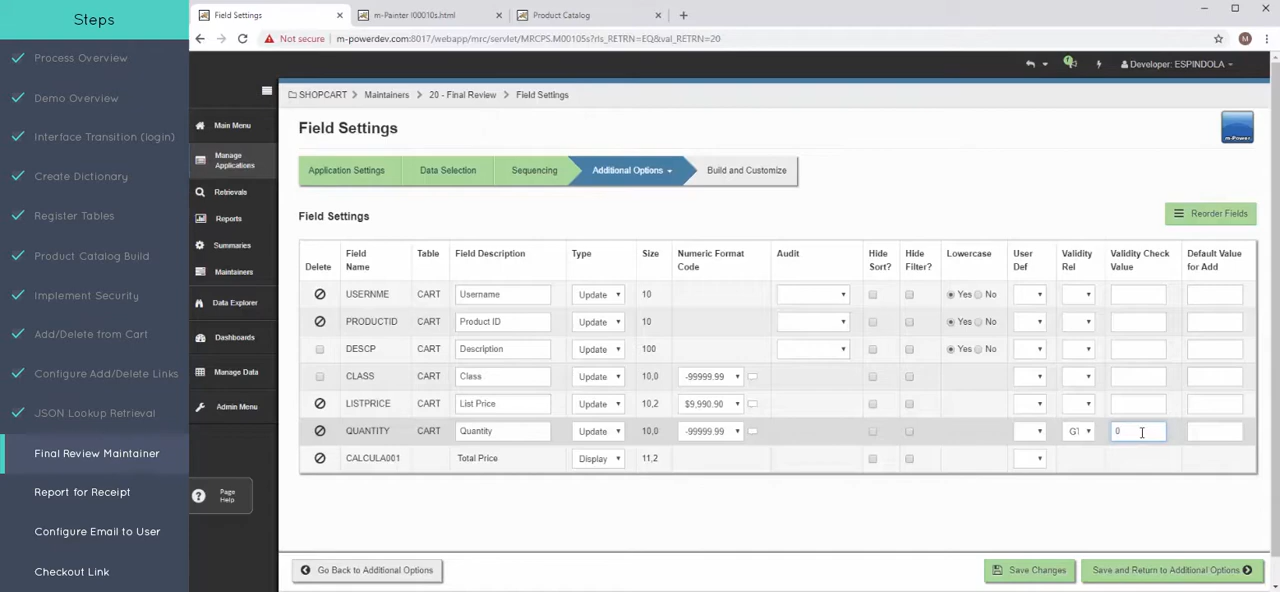 Steps
Process Overview
Demo Overview
Interface Transition (login)
Create Dictionary
Register Tables
Product Catalog Build
Implement Security
Add/Delete from Cart
Configure Add/Delete Links
JSON Lookup Retrieval
Final Review Maintainer
Report for Receipt
Configure Email to User
Checkout Link
Field Settings
m-Painter I00010s.html
Product Catalog
Not secure
m-powerdev.com:8017/webapp/mrc/servlet/MRCPS.M00105s?rls_RETRN=EQ&val_RETRN=20
M
Developer: ESPINDOLA
Main Menu
Manage Applications
Retrievals
Reports
Summaries
Maintainers
Data Explorer
Dashboards
Manage Data
Admin Menu
Page Help
SHOPCART > Maintainers > 20 - Final Review > Field Settings
Field Settings
m-Power
Application Settings Data Selection Sequencing Additional Options Build and Customize
Field Settings
Reorder Fields
Delete Field Name Table Field Description Type Size Numeric Format Code Audit Hide Sort? Hide Filter? Lowercase User Def Validity Rel Validity Check Value Default Value for Add
USERNME CART Username Update 10 Yes No
PRODUCTID CART Product ID Update 10 Yes No
DESCP CART Description Update 100 Yes No
CLASS CART Class Update 10,0 -99999.99
LISTPRICE CART List Price Update 10,2 $9,990.90
QUANTITY CART Quantity Update 10,0 -99999.99 GT 0
CALCULA001 CART Total Price Display 11,2
Go Back to Additional Options
Save Changes
Save and Return to Additional Options